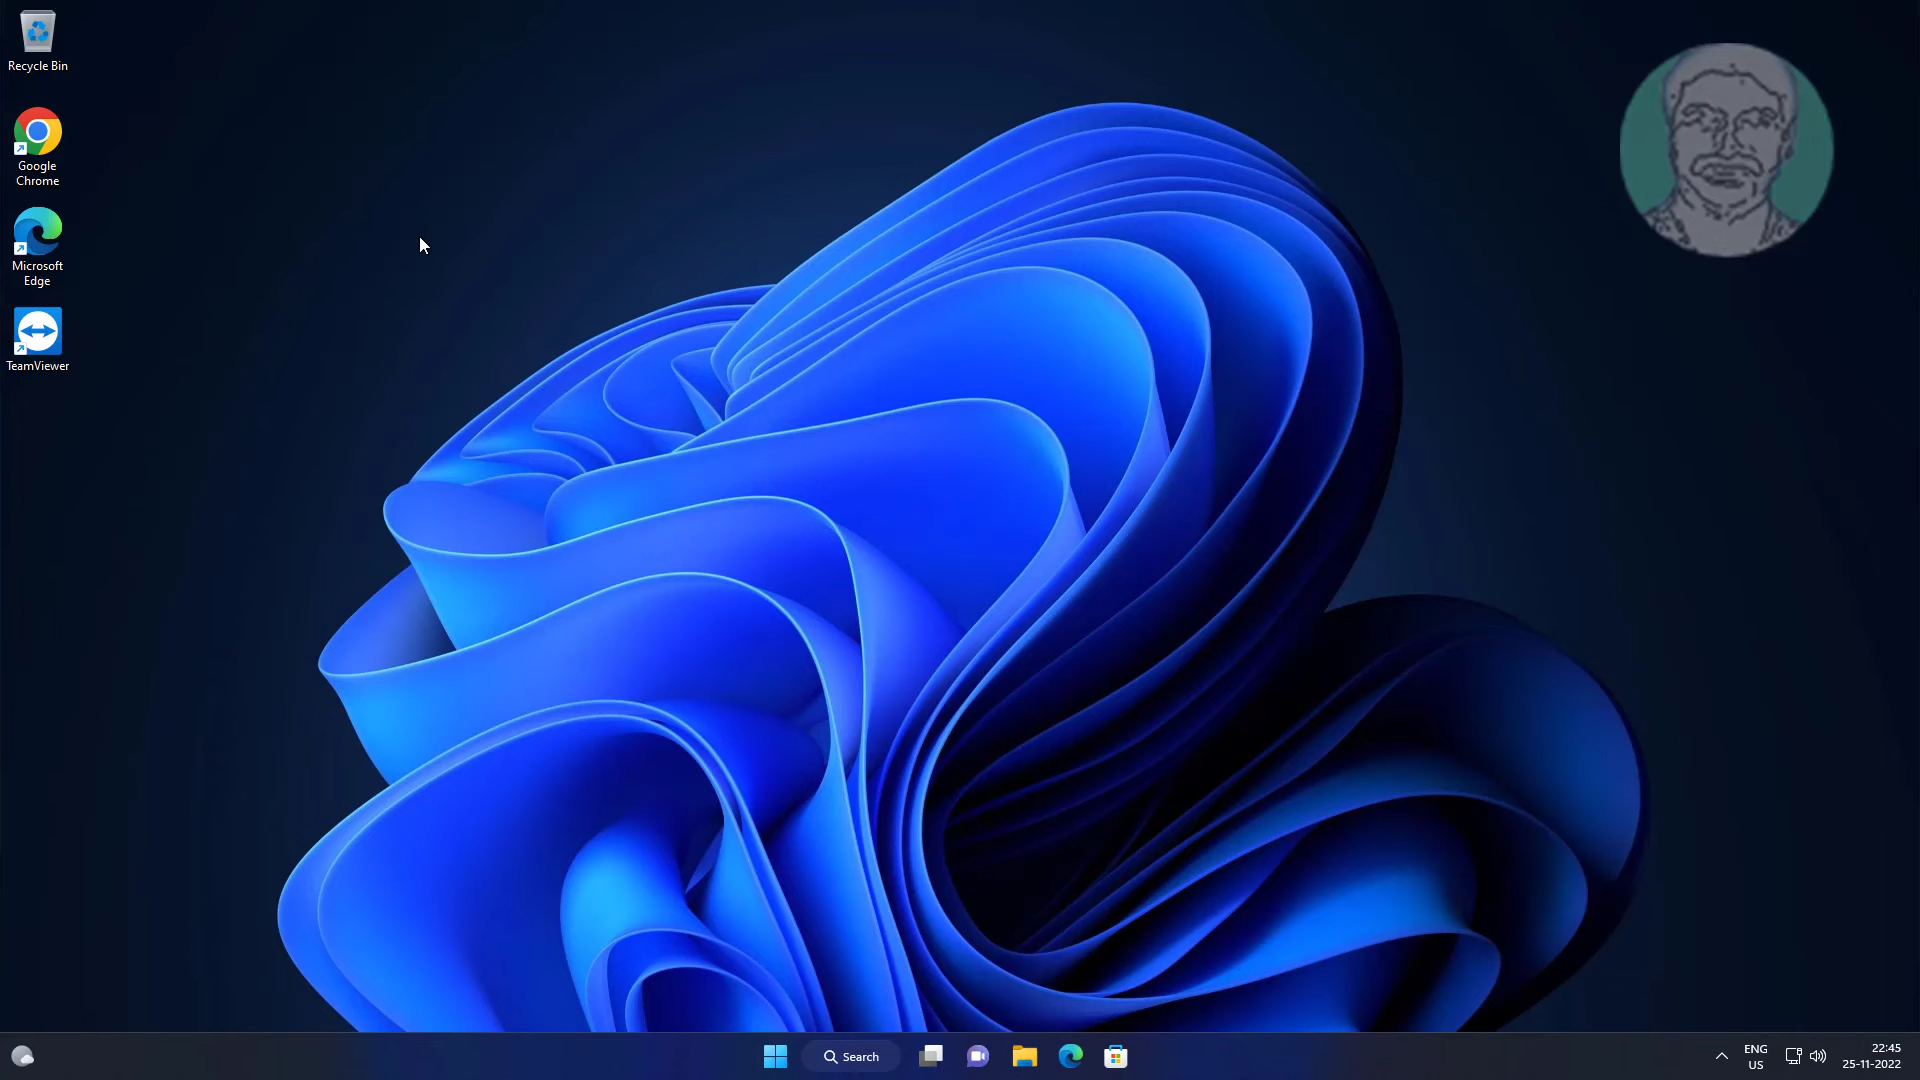 Recycle Bin
Google
Chrome
Microsoft
Edge
TeamViewer
Search
ENG
US
22:45
25-11-2022